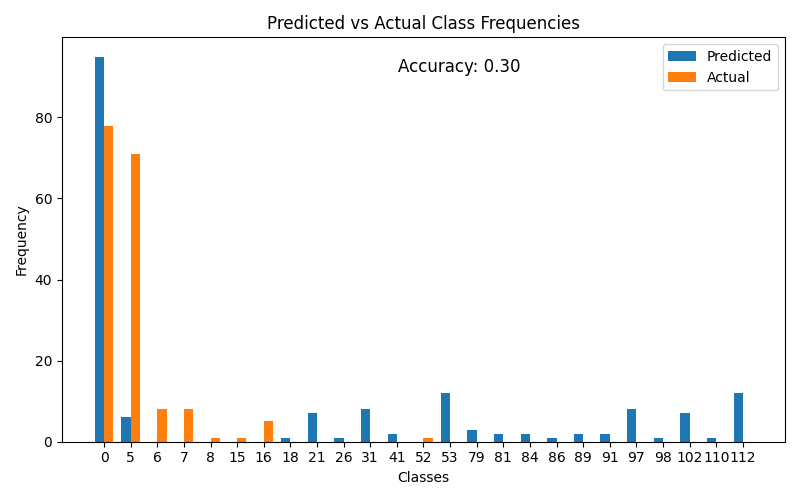 Predicted vs Actual Class Frequencies
Accuracy: 0.30
Predicted
Actual
Frequency
80
60
40
20
0
0 5 6 7 8 15 16 18 21 26 31 41 52 53 79 81 84 86 89 91 97 98 102 110 112
Classes